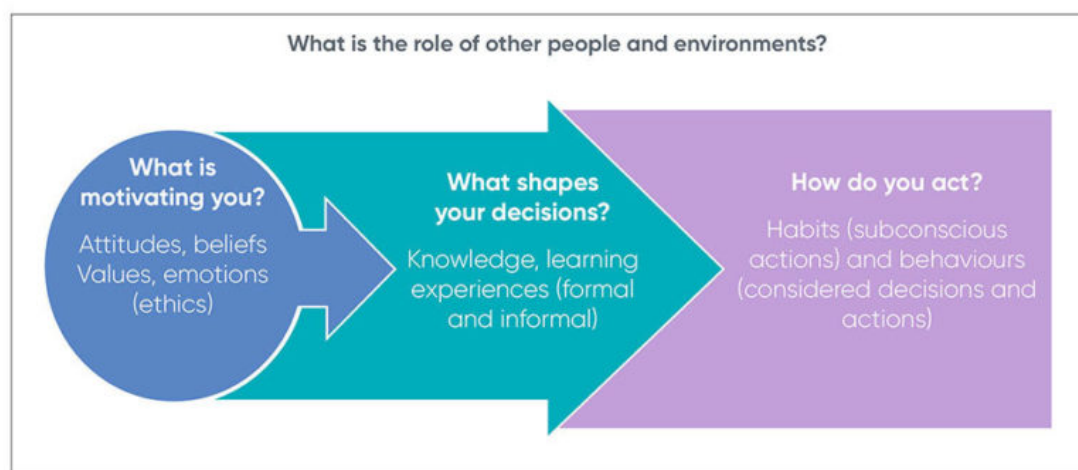 What is the role of other people and environments?
What is
motivating you?
Attitudes, beliefs
Values, emotions
(ethics)
What shapes
your decisions?
Knowledge, learning
experiences (formal
and informal)
How do you act?
Habits (subconscious
actions) and behaviours
(considered decisions and
actions)